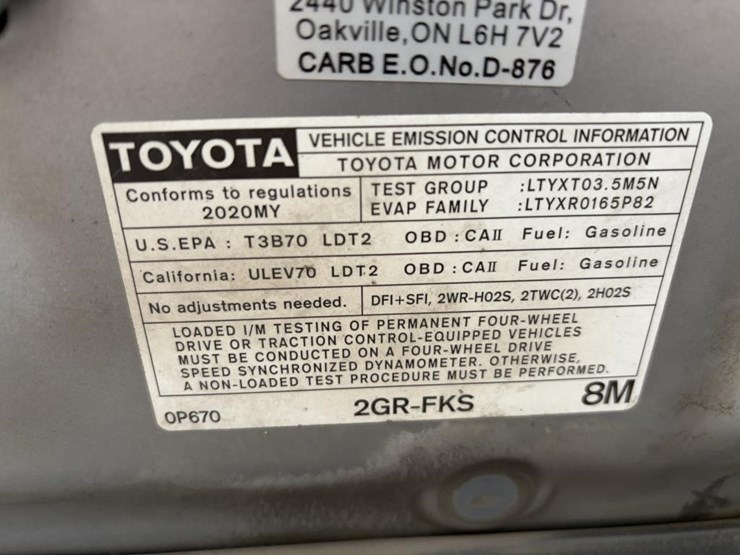 2440 Winston Park Dr,
Oakville, ON L6H 7V2
CARB E.O.No.D-876
TOYOTA
VEHICLE EMISSION CONTROL INFORMATION
TOYOTA MOTOR CORPORATION
Conforms to regulations
2020MY
TEST GROUP :LTYXT03.5M5N
EVAP FAMILY :LTYXR0165P82
U.S.EPA : T3B70 LDT2 OBD : CAII Fuel: Gasoline
California: ULEV70 LDT2 OBD : CAII Fuel: Gasoline
No adjustments needed.
DFI+SFI, 2WR-HO2S, 2TWC(2), 2HO2S
LOADED I/M TESTING OF PERMANENT FOUR-WHEEL
DRIVE OR TRACTION CONTROL-EQUIPPED VEHICLES
MUST BE CONDUCTED ON A FOUR-WHEEL DRIVE
SPEED SYNCHRONIZED DYNAMOMETER. OTHERWISE,
A NON-LOADED TEST PROCEDURE MUST BE PERFORMED.
0P670
2GR-FKS
8M